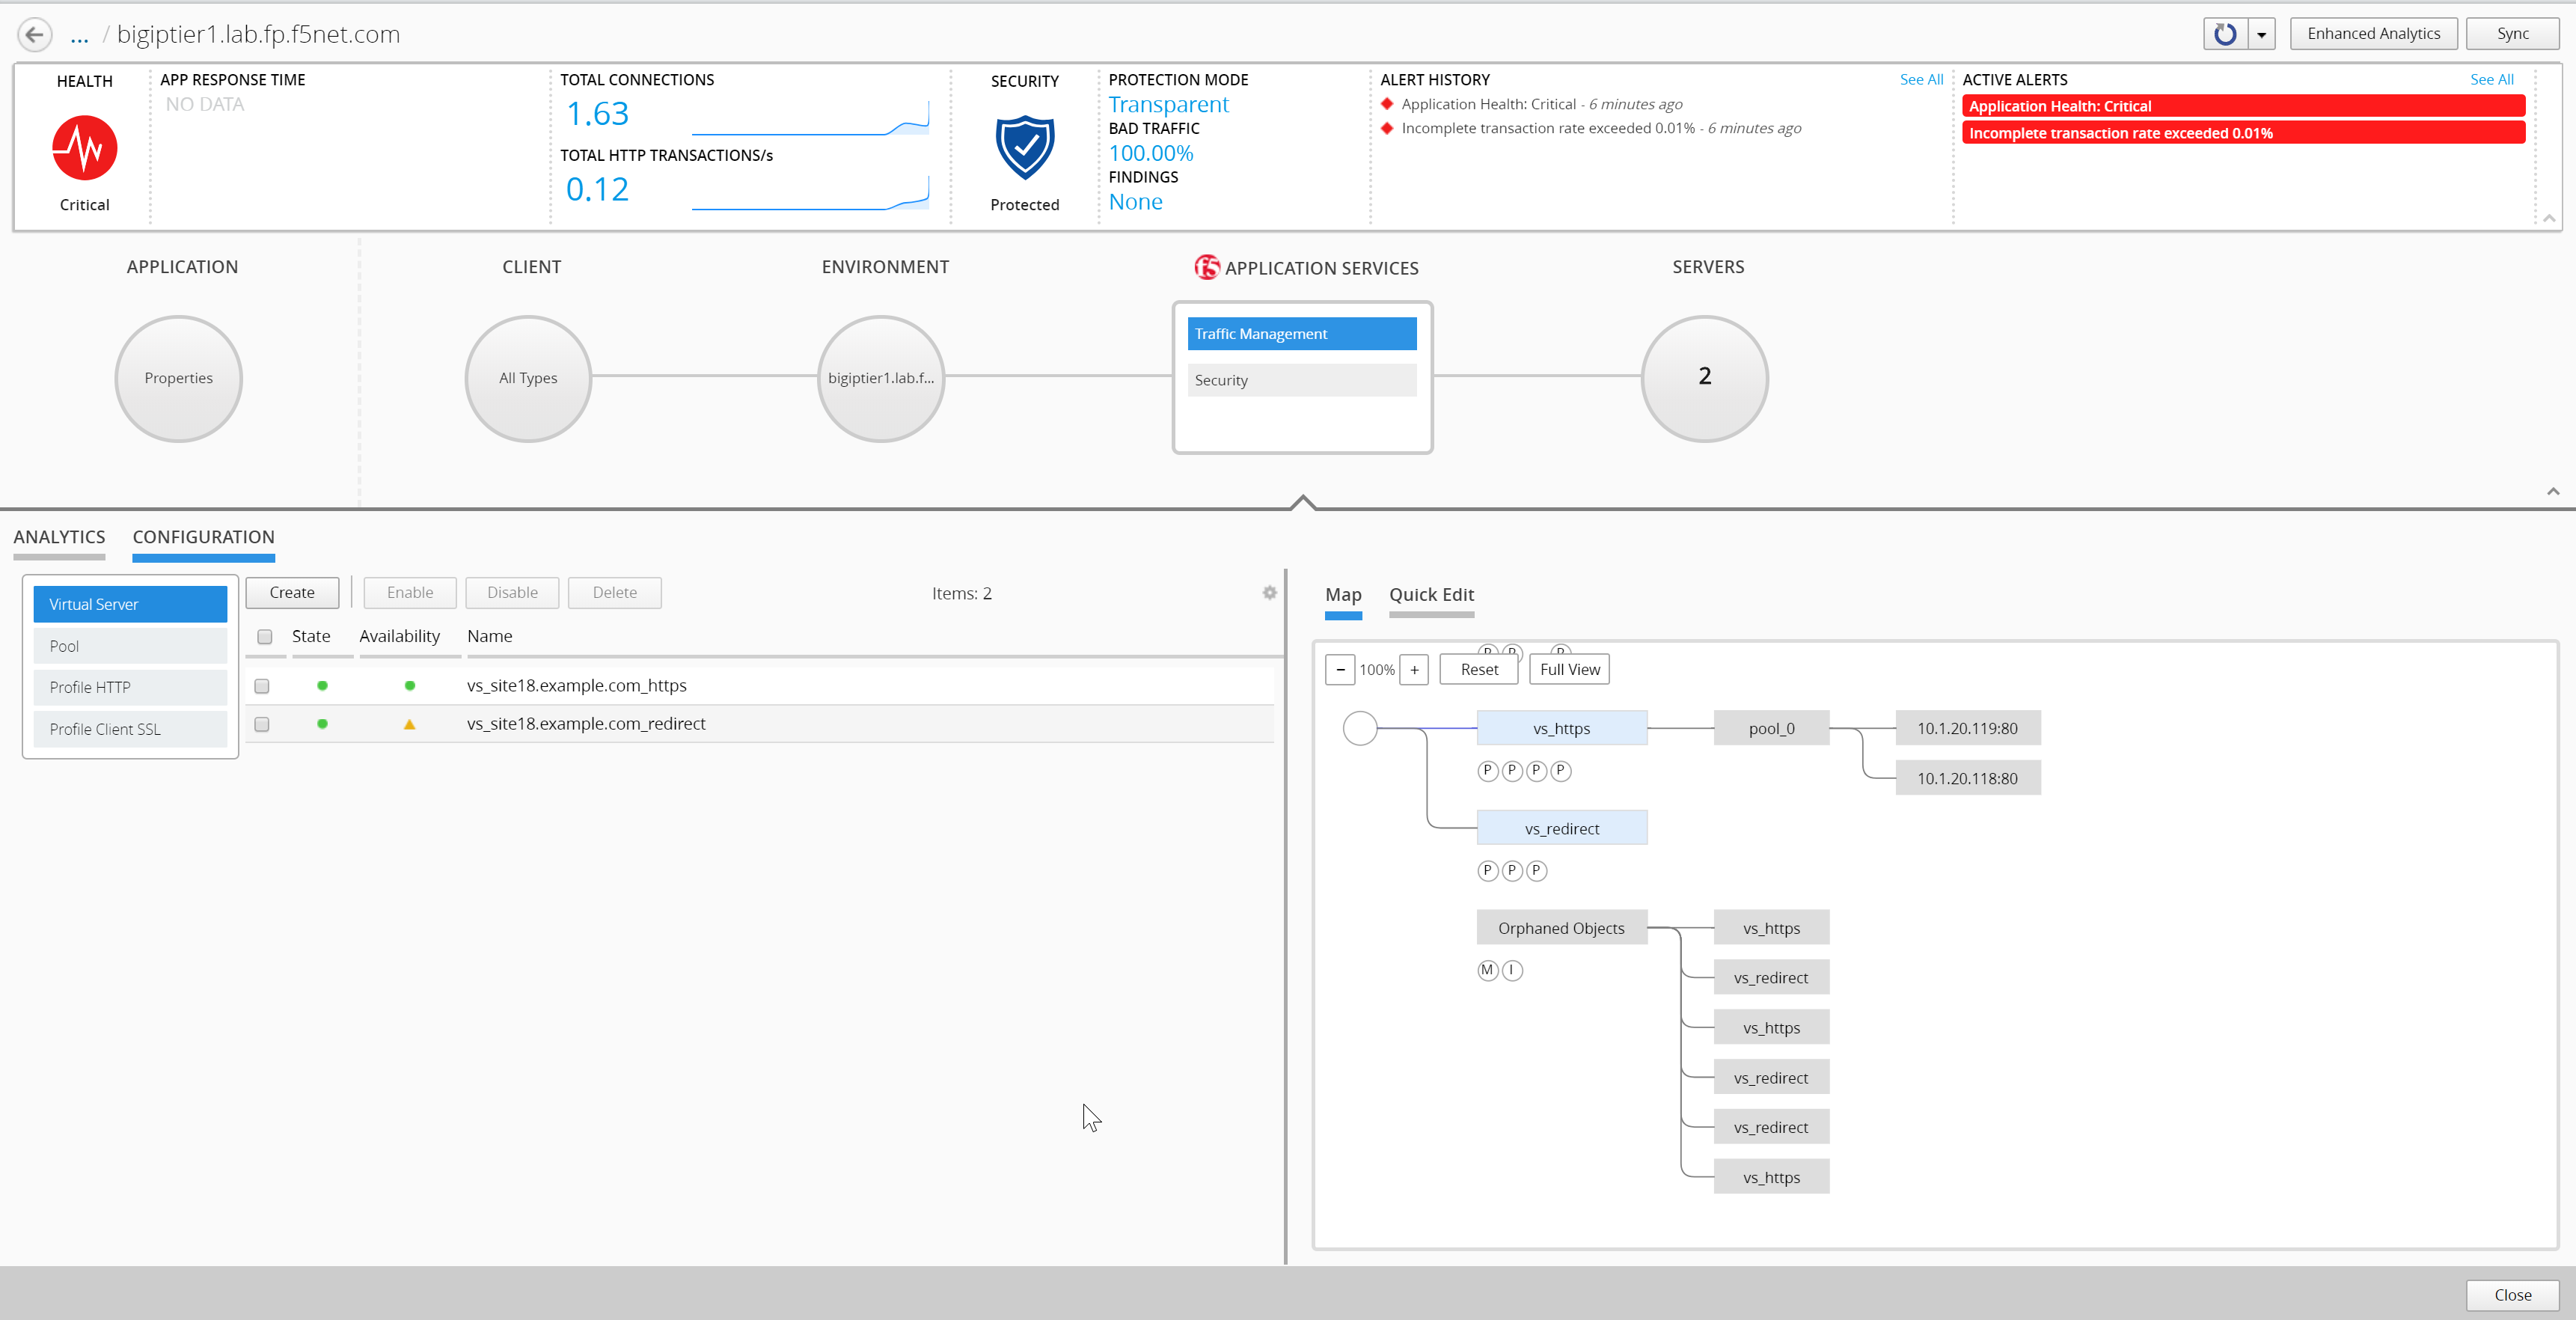 ... / bigiptier1.lab.fp.f5net.com
Enhanced Analytics
Sync
HEALTH
Critical
APP RESPONSE TIME
NO DATA
TOTAL CONNECTIONS
1.63
TOTAL HTTP TRANSACTIONS/s
0.12
SECURITY
Protected
PROTECTION MODE
Transparent
BAD TRAFFIC
100.00%
FINDINGS
None
ALERT HISTORY
See All
Application Health: Critical - 6 minutes ago
Incomplete transaction rate exceeded 0.01% - 6 minutes ago
ACTIVE ALERTS
See All
Application Health: Critical
Incomplete transaction rate exceeded 0.01%
APPLICATION
CLIENT
ENVIRONMENT
f5 APPLICATION SERVICES
SERVERS
Properties
All Types
bigiptier1.lab.f...
Traffic Management
Security
2
ANALYTICS
CONFIGURATION
Virtual Server
Pool
Profile HTTP
Profile Client SSL
Create
Enable
Disable
Delete
Items: 2
State
Availability
Name
vs_site18.example.com_https
vs_site18.example.com_redirect
Map
Quick Edit
P P P
− 100% +
Reset
Full View
vs_https
pool_0
10.1.20.119:80
P P P P
10.1.20.118:80
vs_redirect
P P P
Orphaned Objects
vs_https
M I
vs_redirect
vs_https
vs_redirect
vs_redirect
vs_https
Close